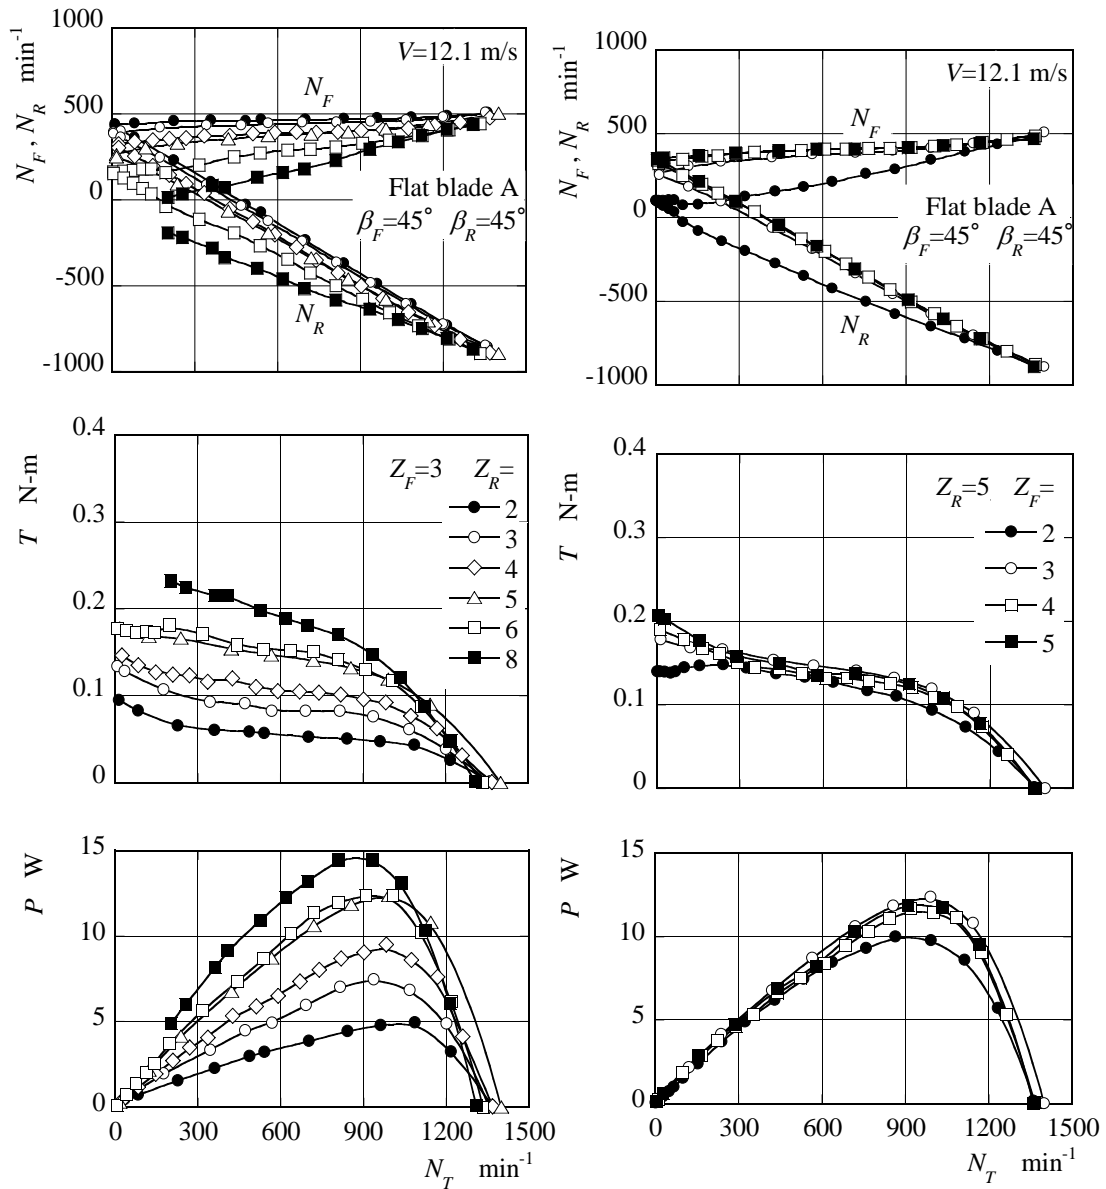 1000
500
0
-500
-1000
N_F, N_R min⁻¹
V=12.1 m/s
N_F
Flat blade A
β_F=45° β_R=45°
N_R
1000
500
0
-500
-1000
N_F, N_R min⁻¹
V=12.1 m/s
N_F
Flat blade A
β_F=45° β_R=45°
N_R
0.4
0.3
0.2
0.1
0
T N-m
Z_F=3 Z_R=
2
3
4
5
6
8
0.4
0.3
0.2
0.1
0
T N-m
Z_R=5 Z_F=
2
3
4
5
15
10
5
0
P W
0 300 600 900 1200 1500
N_T min⁻¹
15
10
5
0
P W
0 300 600 900 1200 1500
N_T min⁻¹